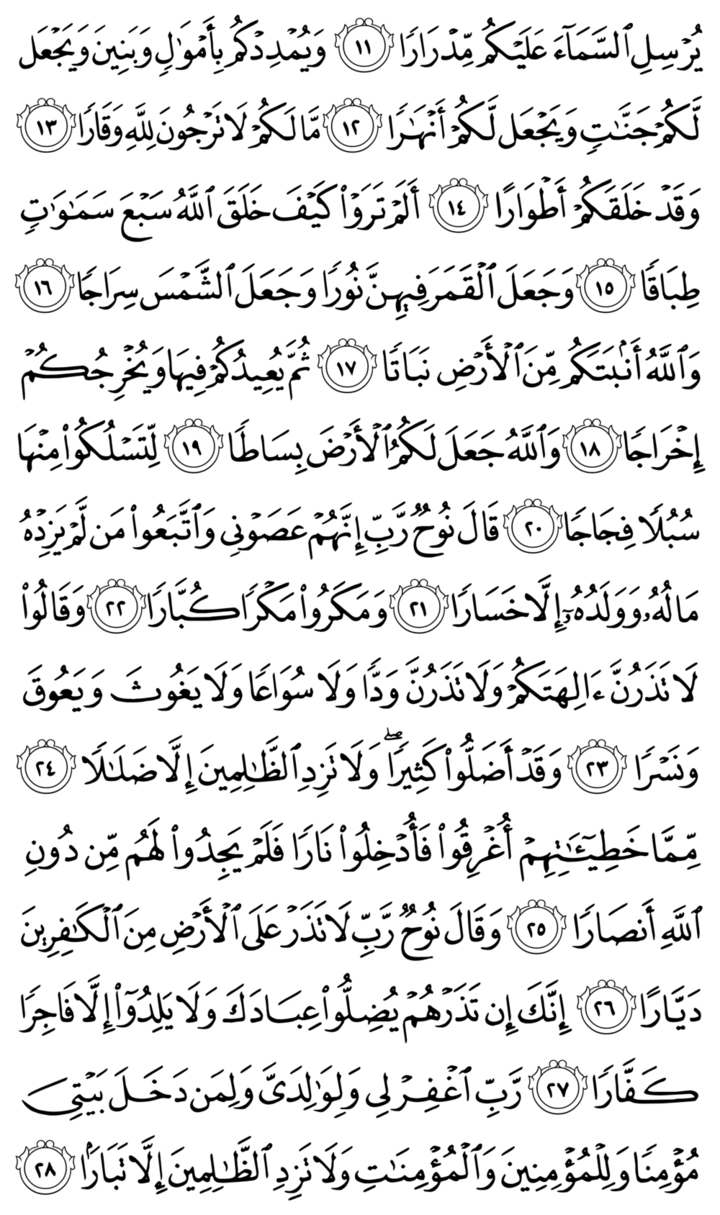 يُرْسِلِ ٱلسَّمَآءَ عَلَيْكُم مِّدْرَارًا ١١ وَيُمْدِدْكُم بِأَمْوَٰلٍ وَبَنِينَ وَيَجْعَل
لَّكُمْ جَنَّٰتٍ وَيَجْعَل لَّكُمْ أَنْهَٰرًا ١٢ مَّا لَكُمْ لَا تَرْجُونَ لِلَّهِ وَقَارًا ١٣
وَقَدْ خَلَقَكُمْ أَطْوَارًا ١٤ أَلَمْ تَرَوْا۟ كَيْفَ خَلَقَ ٱللَّهُ سَبْعَ سَمَٰوَٰتٍ
طِبَاقًا ١٥ وَجَعَلَ ٱلْقَمَرَ فِيهِنَّ نُورًا وَجَعَلَ ٱلشَّمْسَ سِرَاجًا ١٦
وَٱللَّهُ أَنۢبَتَكُم مِّنَ ٱلْأَرْضِ نَبَاتًا ١٧ ثُمَّ يُعِيدُكُمْ فِيهَا وَيُخْرِجُكُمْ
إِخْرَاجًا ١٨ وَٱللَّهُ جَعَلَ لَكُمُ ٱلْأَرْضَ بِسَاطًا ١٩ لِّتَسْلُكُوا۟ مِنْهَا
سُبُلًا فِجَاجًا ٢٠ قَالَ نُوحٌ رَّبِّ إِنَّهُمْ عَصَوْنِى وَٱتَّبَعُوا۟ مَن لَّمْ يَزِدْهُ
مَالُهُۥ وَوَلَدُهُۥٓ إِلَّا خَسَارًا ٢١ وَمَكَرُوا۟ مَكْرًا كُبَّارًا ٢٢ وَقَالُوا۟
لَا تَذَرُنَّ ءَالِهَتَكُمْ وَلَا تَذَرُنَّ وَدًّا وَلَا سُوَاعًا وَلَا يَغُوثَ وَيَعُوقَ
وَنَسْرًا ٢٣ وَقَدْ أَضَلُّوا۟ كَثِيرًا ۖ وَلَا تَزِدِ ٱلظَّٰلِمِينَ إِلَّا ضَلَٰلًا ٢٤
مِّمَّا خَطِيٓـَٰٔتِهِمْ أُغْرِقُوا۟ فَأُدْخِلُوا۟ نَارًا فَلَمْ يَجِدُوا۟ لَهُم مِّن دُونِ
ٱللَّهِ أَنصَارًا ٢٥ وَقَالَ نُوحٌ رَّبِّ لَا تَذَرْ عَلَى ٱلْأَرْضِ مِنَ ٱلْكَٰفِرِينَ
دَيَّارًا ٢٦ إِنَّكَ إِن تَذَرْهُمْ يُضِلُّوا۟ عِبَادَكَ وَلَا يَلِدُوٓا۟ إِلَّا فَاجِرًا
كَفَّارًا ٢٧ رَّبِّ ٱغْفِرْ لِى وَلِوَٰلِدَىَّ وَلِمَن دَخَلَ بَيْتِىَ
مُؤْمِنًا وَلِلْمُؤْمِنِينَ وَٱلْمُؤْمِنَٰتِ وَلَا تَزِدِ ٱلظَّٰلِمِينَ إِلَّا تَبَارًۢا ٢٨